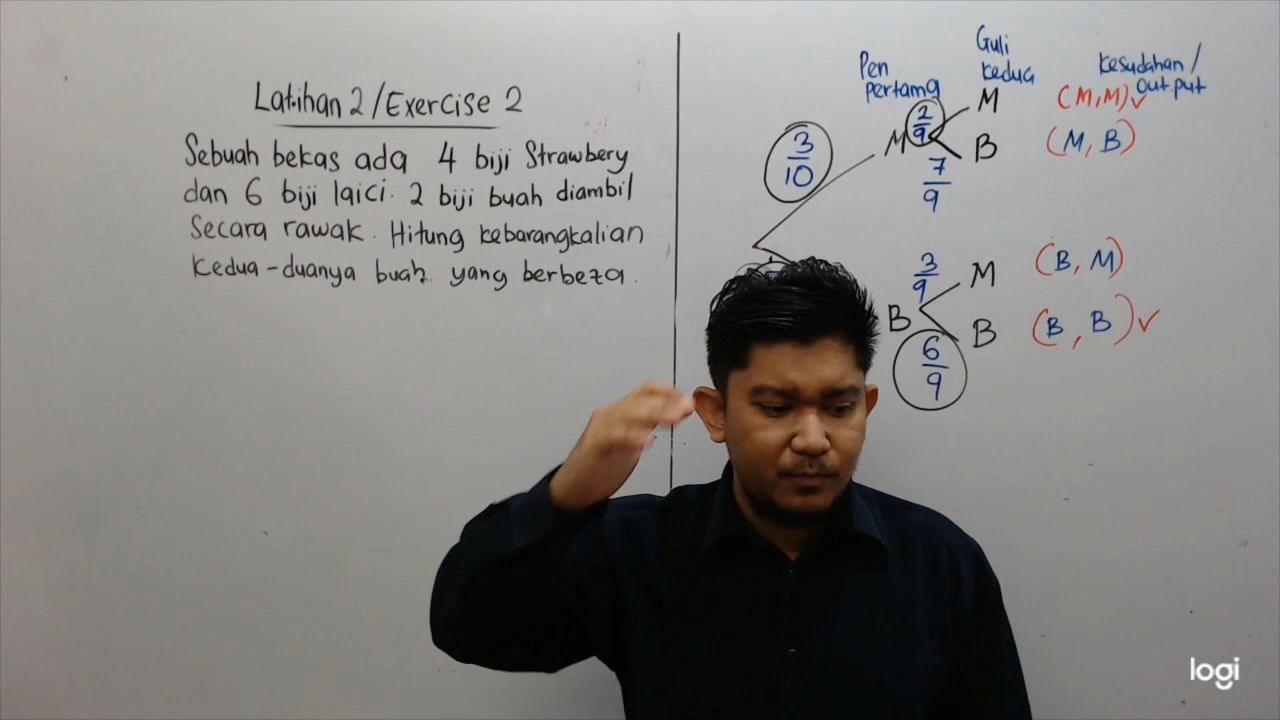 Latihan 2/Exercise 2
Sebuah bekas ada 4 biji Strawbery
dan 6 biji laici. 2 biji buah diambil
Secara rawak. Hitung kebarangkalian
Kedua-duanya buah yang berbeza.
Pen
pertama
Guli
kedua
Kesudahan/
output
3/10
M
2/9
M
(M,M)✓
7/9
B
(M, B)
B
3/9
M
(B, M)
6/9
B
(B, B)✓
logi